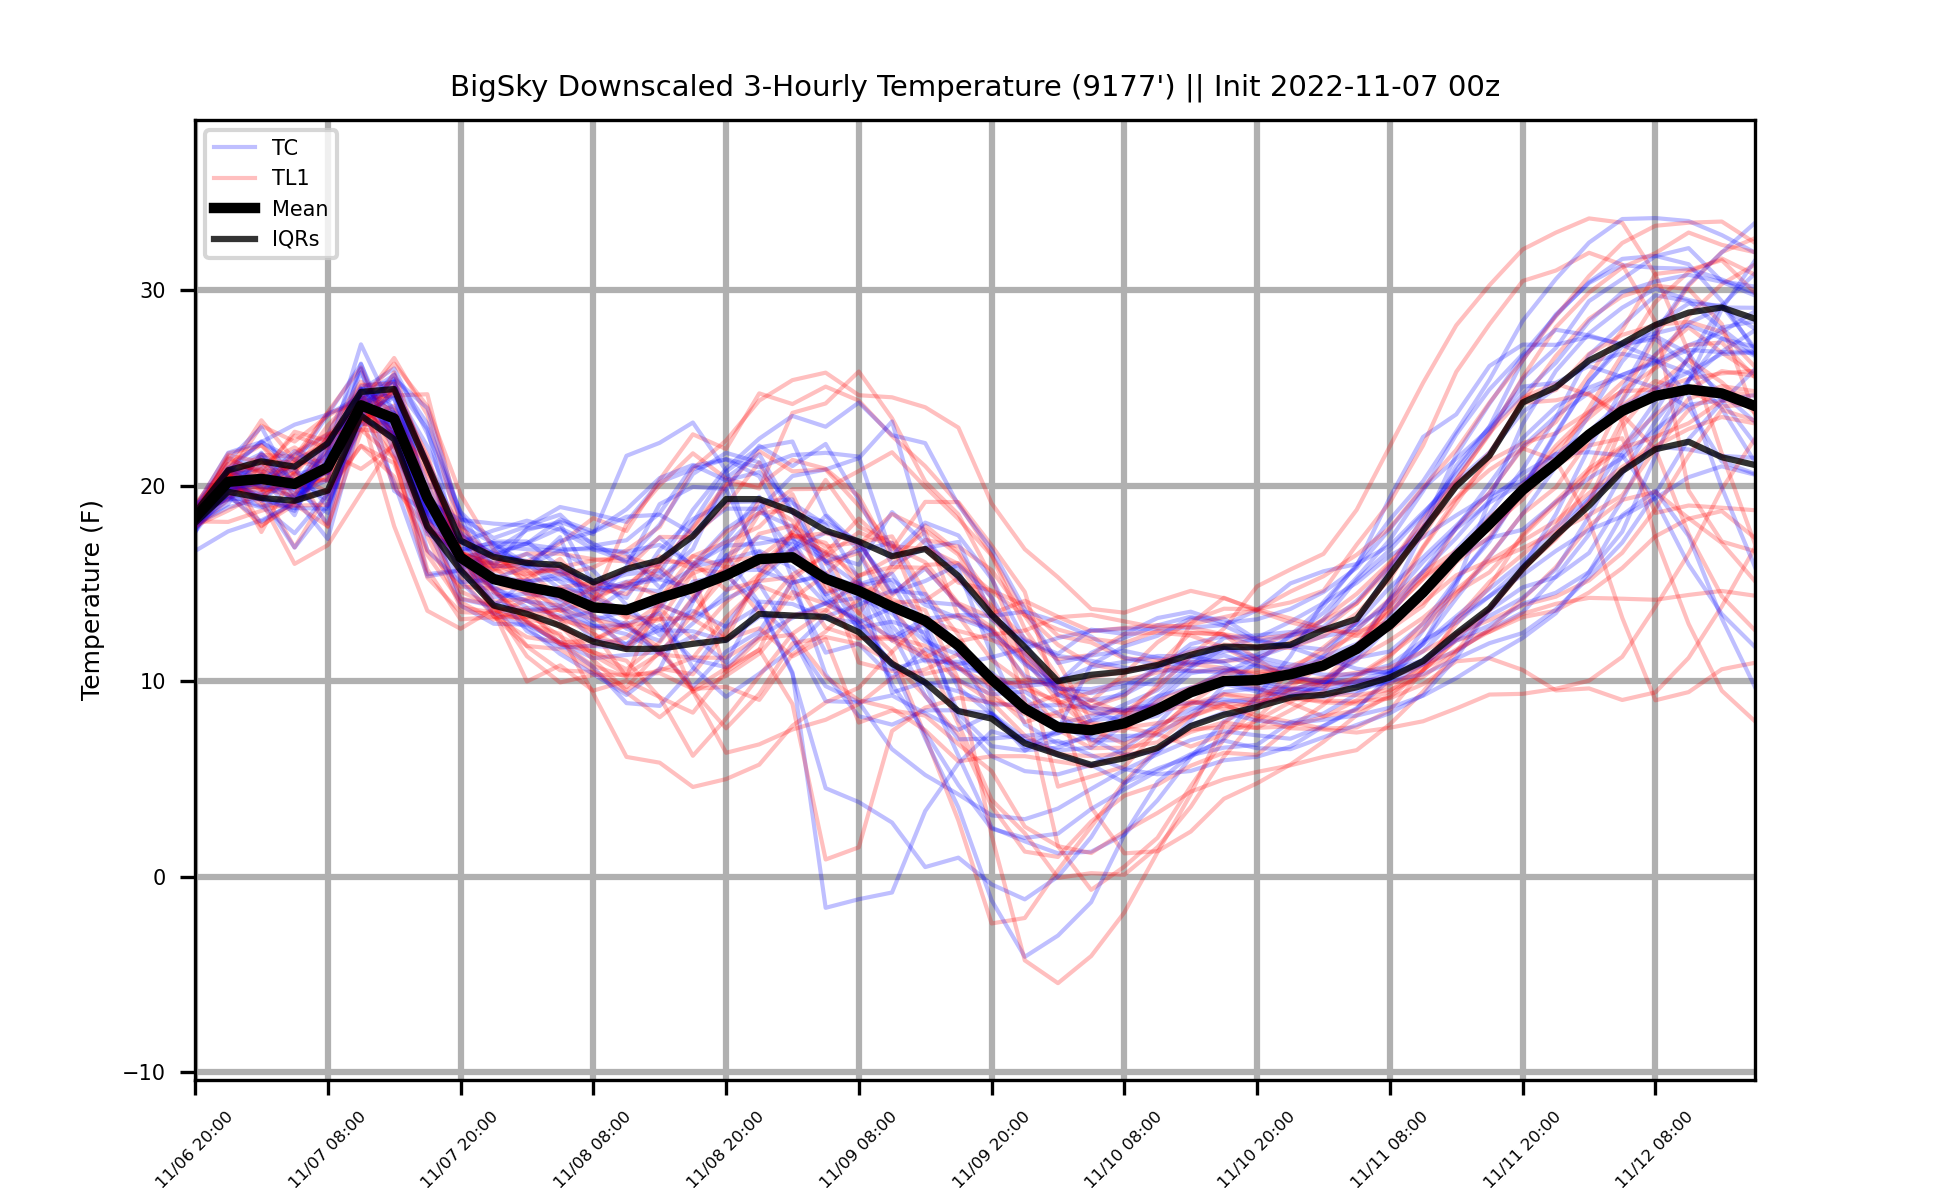 BigSky Downscaled 3-Hourly Temperature (9177') || Init 2022-11-07 00z
TC
TL1
Mean
IQRs
Temperature (F)
30
20
10
0
−10
11/06 20:00
11/07 08:00
11/07 20:00
11/08 08:00
11/08 20:00
11/09 08:00
11/09 20:00
11/10 08:00
11/10 20:00
11/11 08:00
11/11 20:00
11/12 08:00